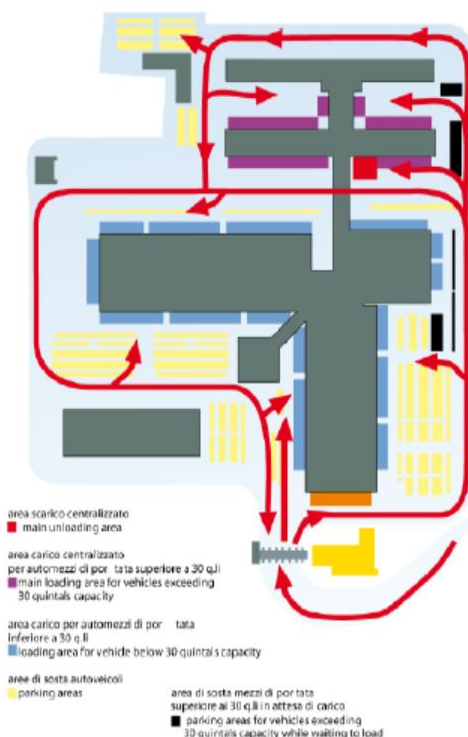 area scarico centralizzato
main unloading area
area carico centralizzato
per automezzi di por tata superiore a 30 q.li
main loading area for vehicles exceeding
30 quintals capacity
area carico per automezzi di por tata
inferiore a 30 q.li
loading area for vehicle below 30 quintals capacity
aree di sosta autoveicoli
parking areas
area di sosta mezzi di por tata
superiore ai 30 q.li in attesa di carico
parking areas for vehicles exceeding
30 quintals capacity while waiting to load